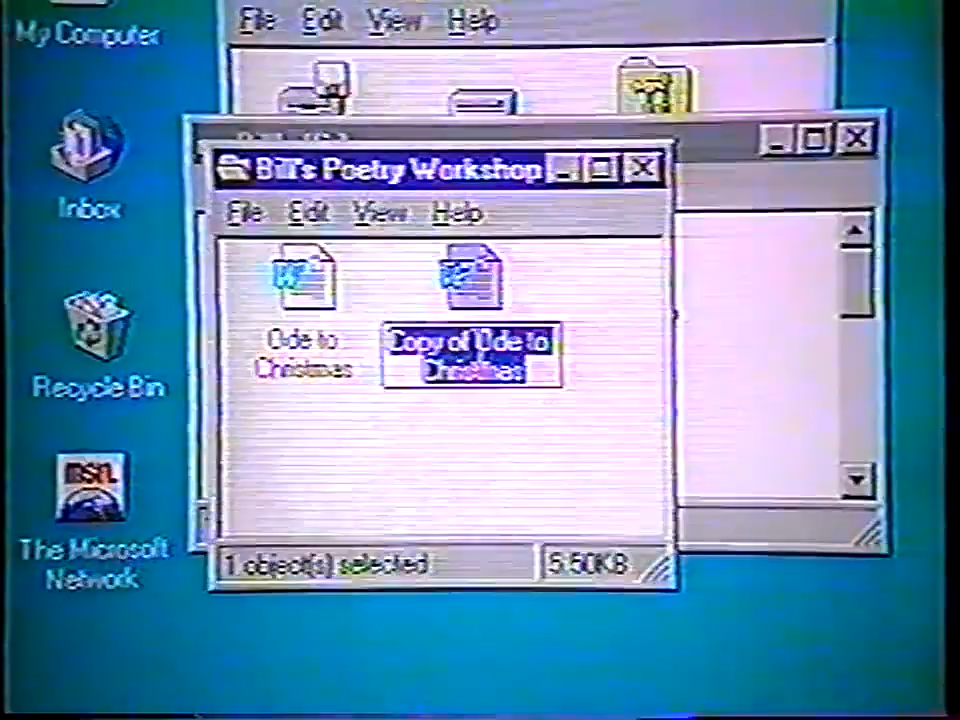 My Computer
File Edit View Help
Inbox
Bill's Poetry Workshop
File Edit View Help
Ode to
Christmas
Copy of Ode to
Christmas
Recycle Bin
msn.
The Microsoft
Network
1 object(s) selected
5.50KB